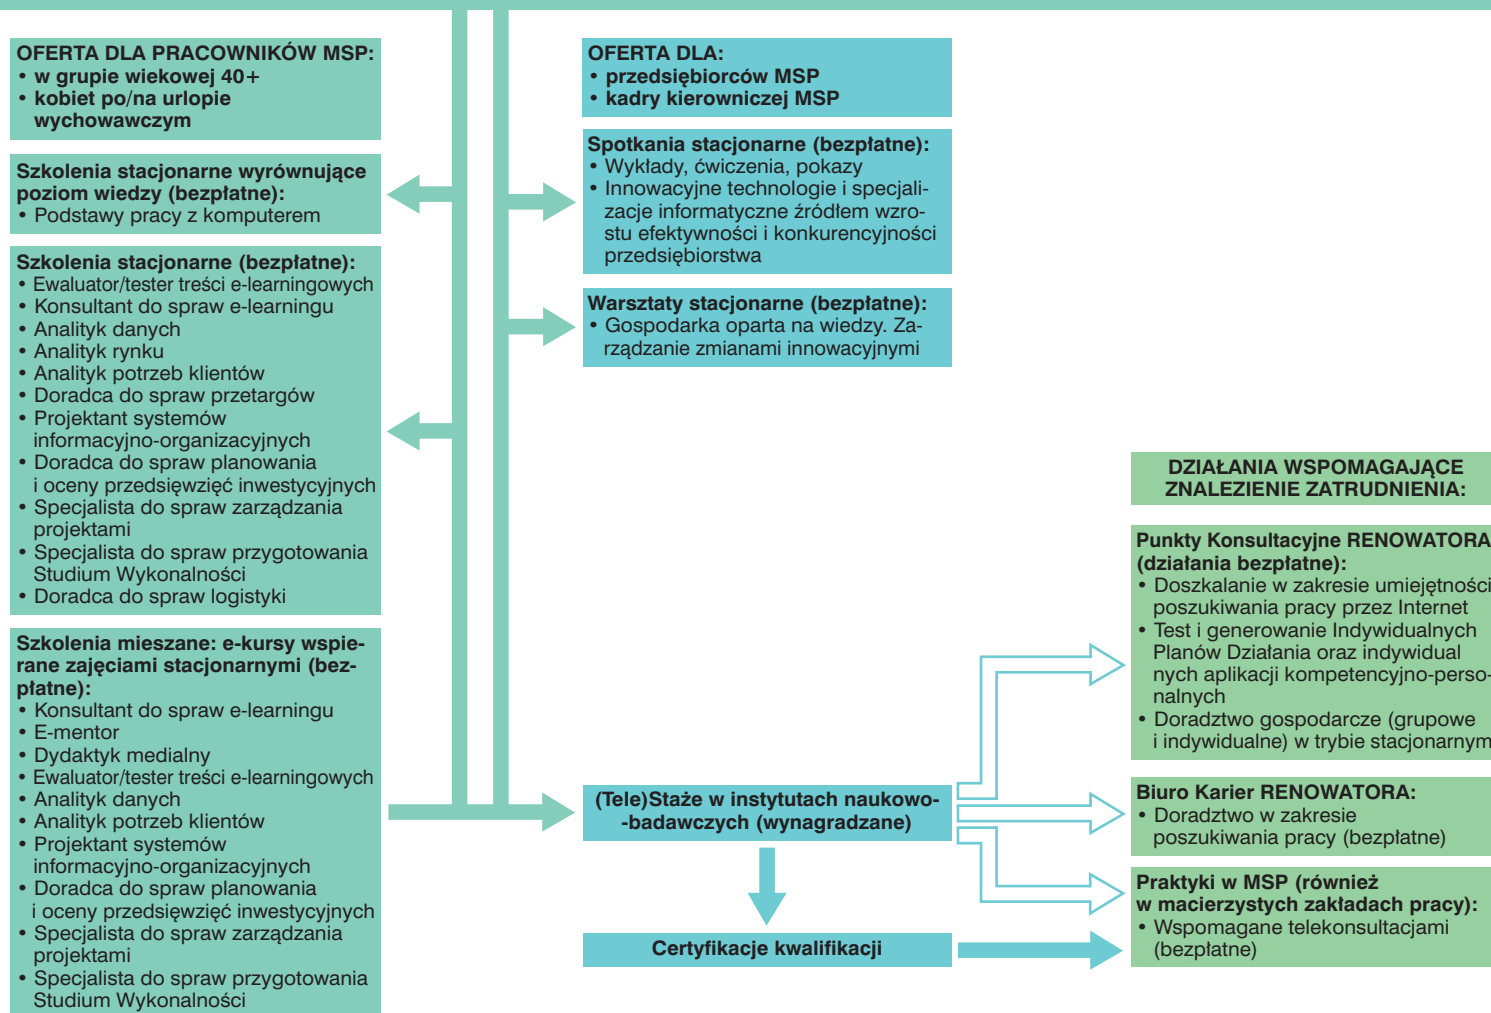 OFERTA DLA PRACOWNIKÓW MSP:
• w grupie wiekowej 40+
• kobiet po/na urlopie
wychowawczym
Szkolenia stacjonarne wyrównujące
poziom wiedzy (bezpłatne):
• Podstawy pracy z komputerem
Szkolenia stacjonarne (bezpłatne):
• Ewaluator/tester treści e-learningowych
• Konsultant do spraw e-learningu
• Analityk danych
• Analityk rynku
• Analityk potrzeb klientów
• Doradca do spraw przetargów
• Projektant systemów
informacyjno-organizacyjnych
• Doradca do spraw planowania
i oceny przedsięwzięć inwestycyjnych
• Specjalista do spraw zarządzania
projektami
• Specjalista do spraw przygotowania
Studium Wykonalności
• Doradca do spraw logistyki
Szkolenia mieszane: e-kursy wspie-
rane zajęciami stacjonarnymi (bez-
płatne):
• Konsultant do spraw e-learningu
• E-mentor
• Dydaktyk medialny
• Ewaluator/tester treści e-learningowych
• Analityk danych
• Analityk potrzeb klientów
• Projektant systemów
informacyjno-organizacyjnych
• Doradca do spraw planowania
i oceny przedsięwzięć inwestycyjnych
• Specjalista do spraw zarządzania
projektami
• Specjalista do spraw przygotowania
Studium Wykonalności
OFERTA DLA:
• przedsiębiorców MSP
• kadry kierowniczej MSP
Spotkania stacjonarne (bezpłatne):
• Wykłady, ćwiczenia, pokazy
• Innowacyjne technologie i specjali-
zacje informatyczne źródłem wzro-
stu efektywności i konkurencyjności
przedsiębiorstwa
Warsztaty stacjonarne (bezpłatne):
• Gospodarka oparta na wiedzy. Za-
rządzanie zmianami innowacyjnymi
(Tele)Staże w instytutach naukowo-
-badawczych (wynagradzane)
Certyfikacje kwalifikacji
DZIAŁANIA WSPOMAGAJĄCE
ZNALEZIENIE ZATRUDNIENIA:
Punkty Konsultacyjne RENOWATORA
(działania bezpłatne):
• Doszkalanie w zakresie umiejętności
poszukiwania pracy przez Internet
• Test i generowanie Indywidualnych
Planów Działania oraz indywidual
nych aplikacji kompetencyjno-perso-
nalnych
• Doradztwo gospodarcze (grupowe
i indywidualne) w trybie stacjonarnym
Biuro Karier RENOWATORA:
• Doradztwo w zakresie
poszukiwania pracy (bezpłatne)
Praktyki w MSP (również
w macierzystych zakładach pracy):
• Wspomagane telekonsultacjami
(bezpłatne)